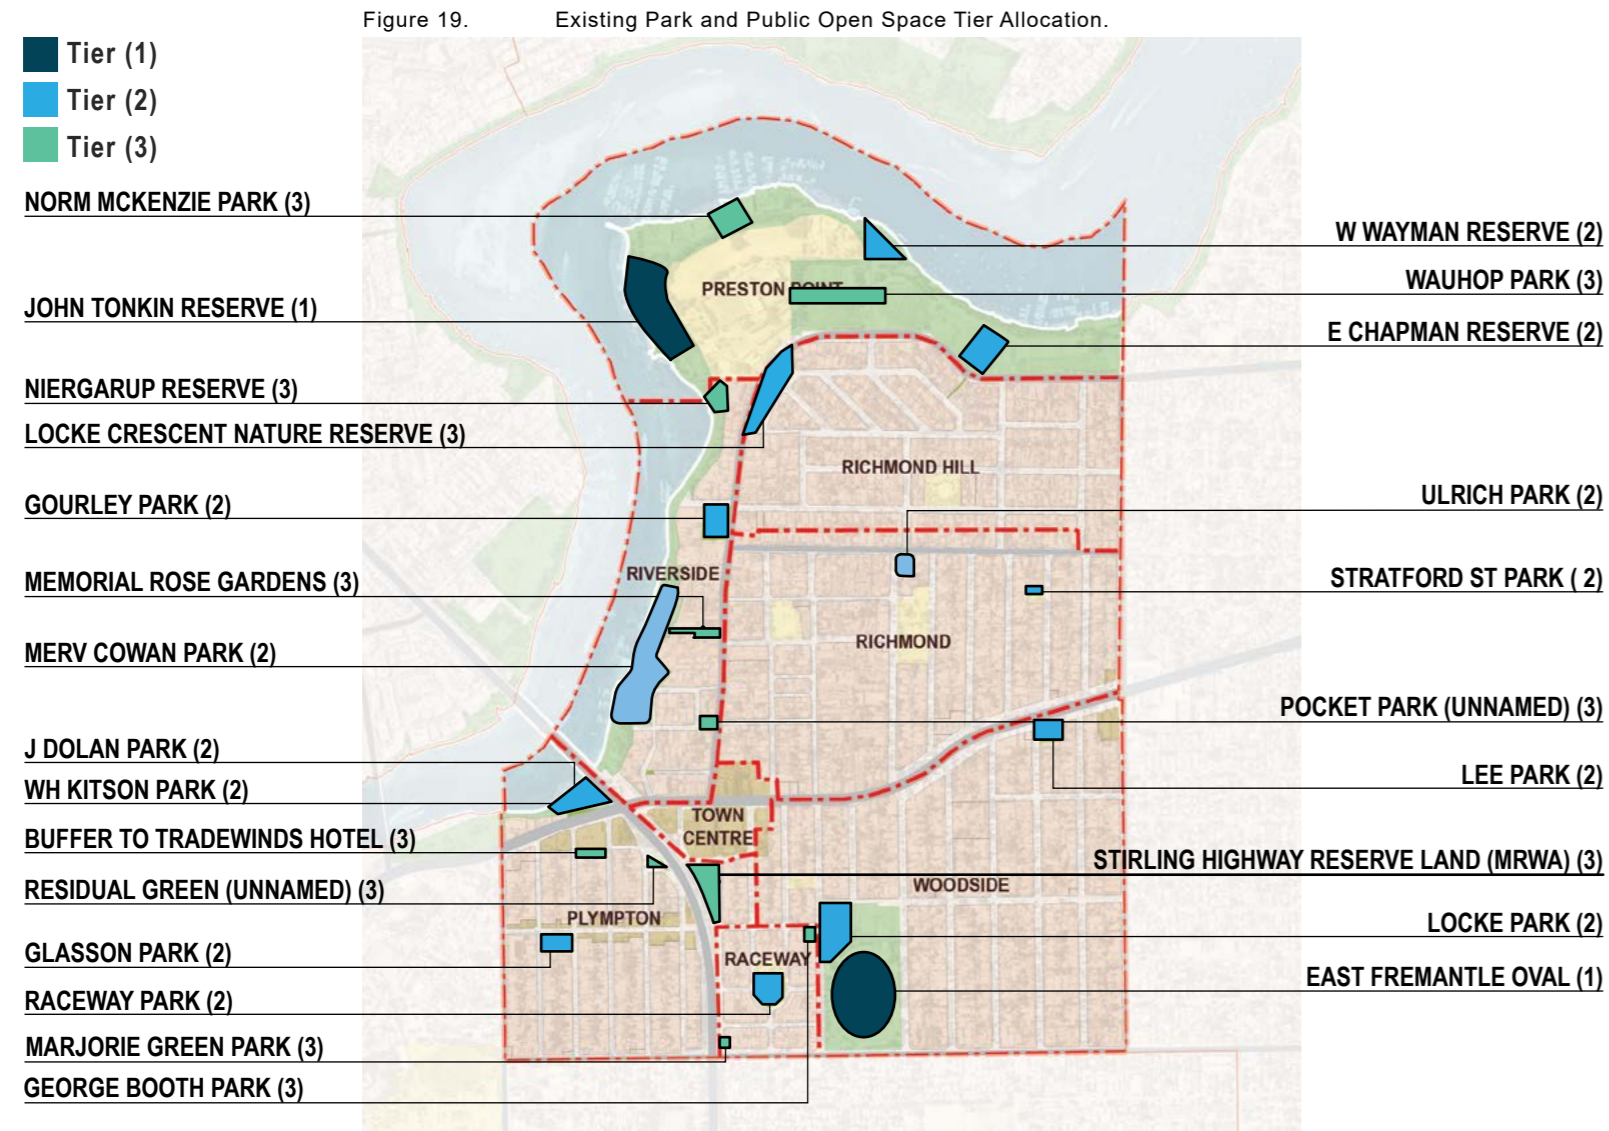 Figure 19. Existing Park and Public Open Space Tier Allocation.
Tier (1)
Tier (2)
Tier (3)
NORM MCKENZIE PARK (3)
JOHN TONKIN RESERVE (1)
NIERGARUP RESERVE (3)
LOCKE CRESCENT NATURE RESERVE (3)
GOURLEY PARK (2)
MEMORIAL ROSE GARDENS (3)
MERV COWAN PARK (2)
J DOLAN PARK (2)
WH KITSON PARK (2)
BUFFER TO TRADEWINDS HOTEL (3)
RESIDUAL GREEN (UNNAMED) (3)
GLASSON PARK (2)
RACEWAY PARK (2)
MARJORIE GREEN PARK (3)
GEORGE BOOTH PARK (3)
PRESTON POINT
RICHMOND HILL
RIVERSIDE
RICHMOND
TOWN
CENTRE
WOODSIDE
PLYMPTON
RACEWAY
W WAYMAN RESERVE (2)
WAUHOP PARK (3)
E CHAPMAN RESERVE (2)
ULRICH PARK (2)
STRATFORD ST PARK ( 2)
POCKET PARK (UNNAMED) (3)
LEE PARK (2)
STIRLING HIGHWAY RESERVE LAND (MRWA) (3)
LOCKE PARK (2)
EAST FREMANTLE OVAL (1)